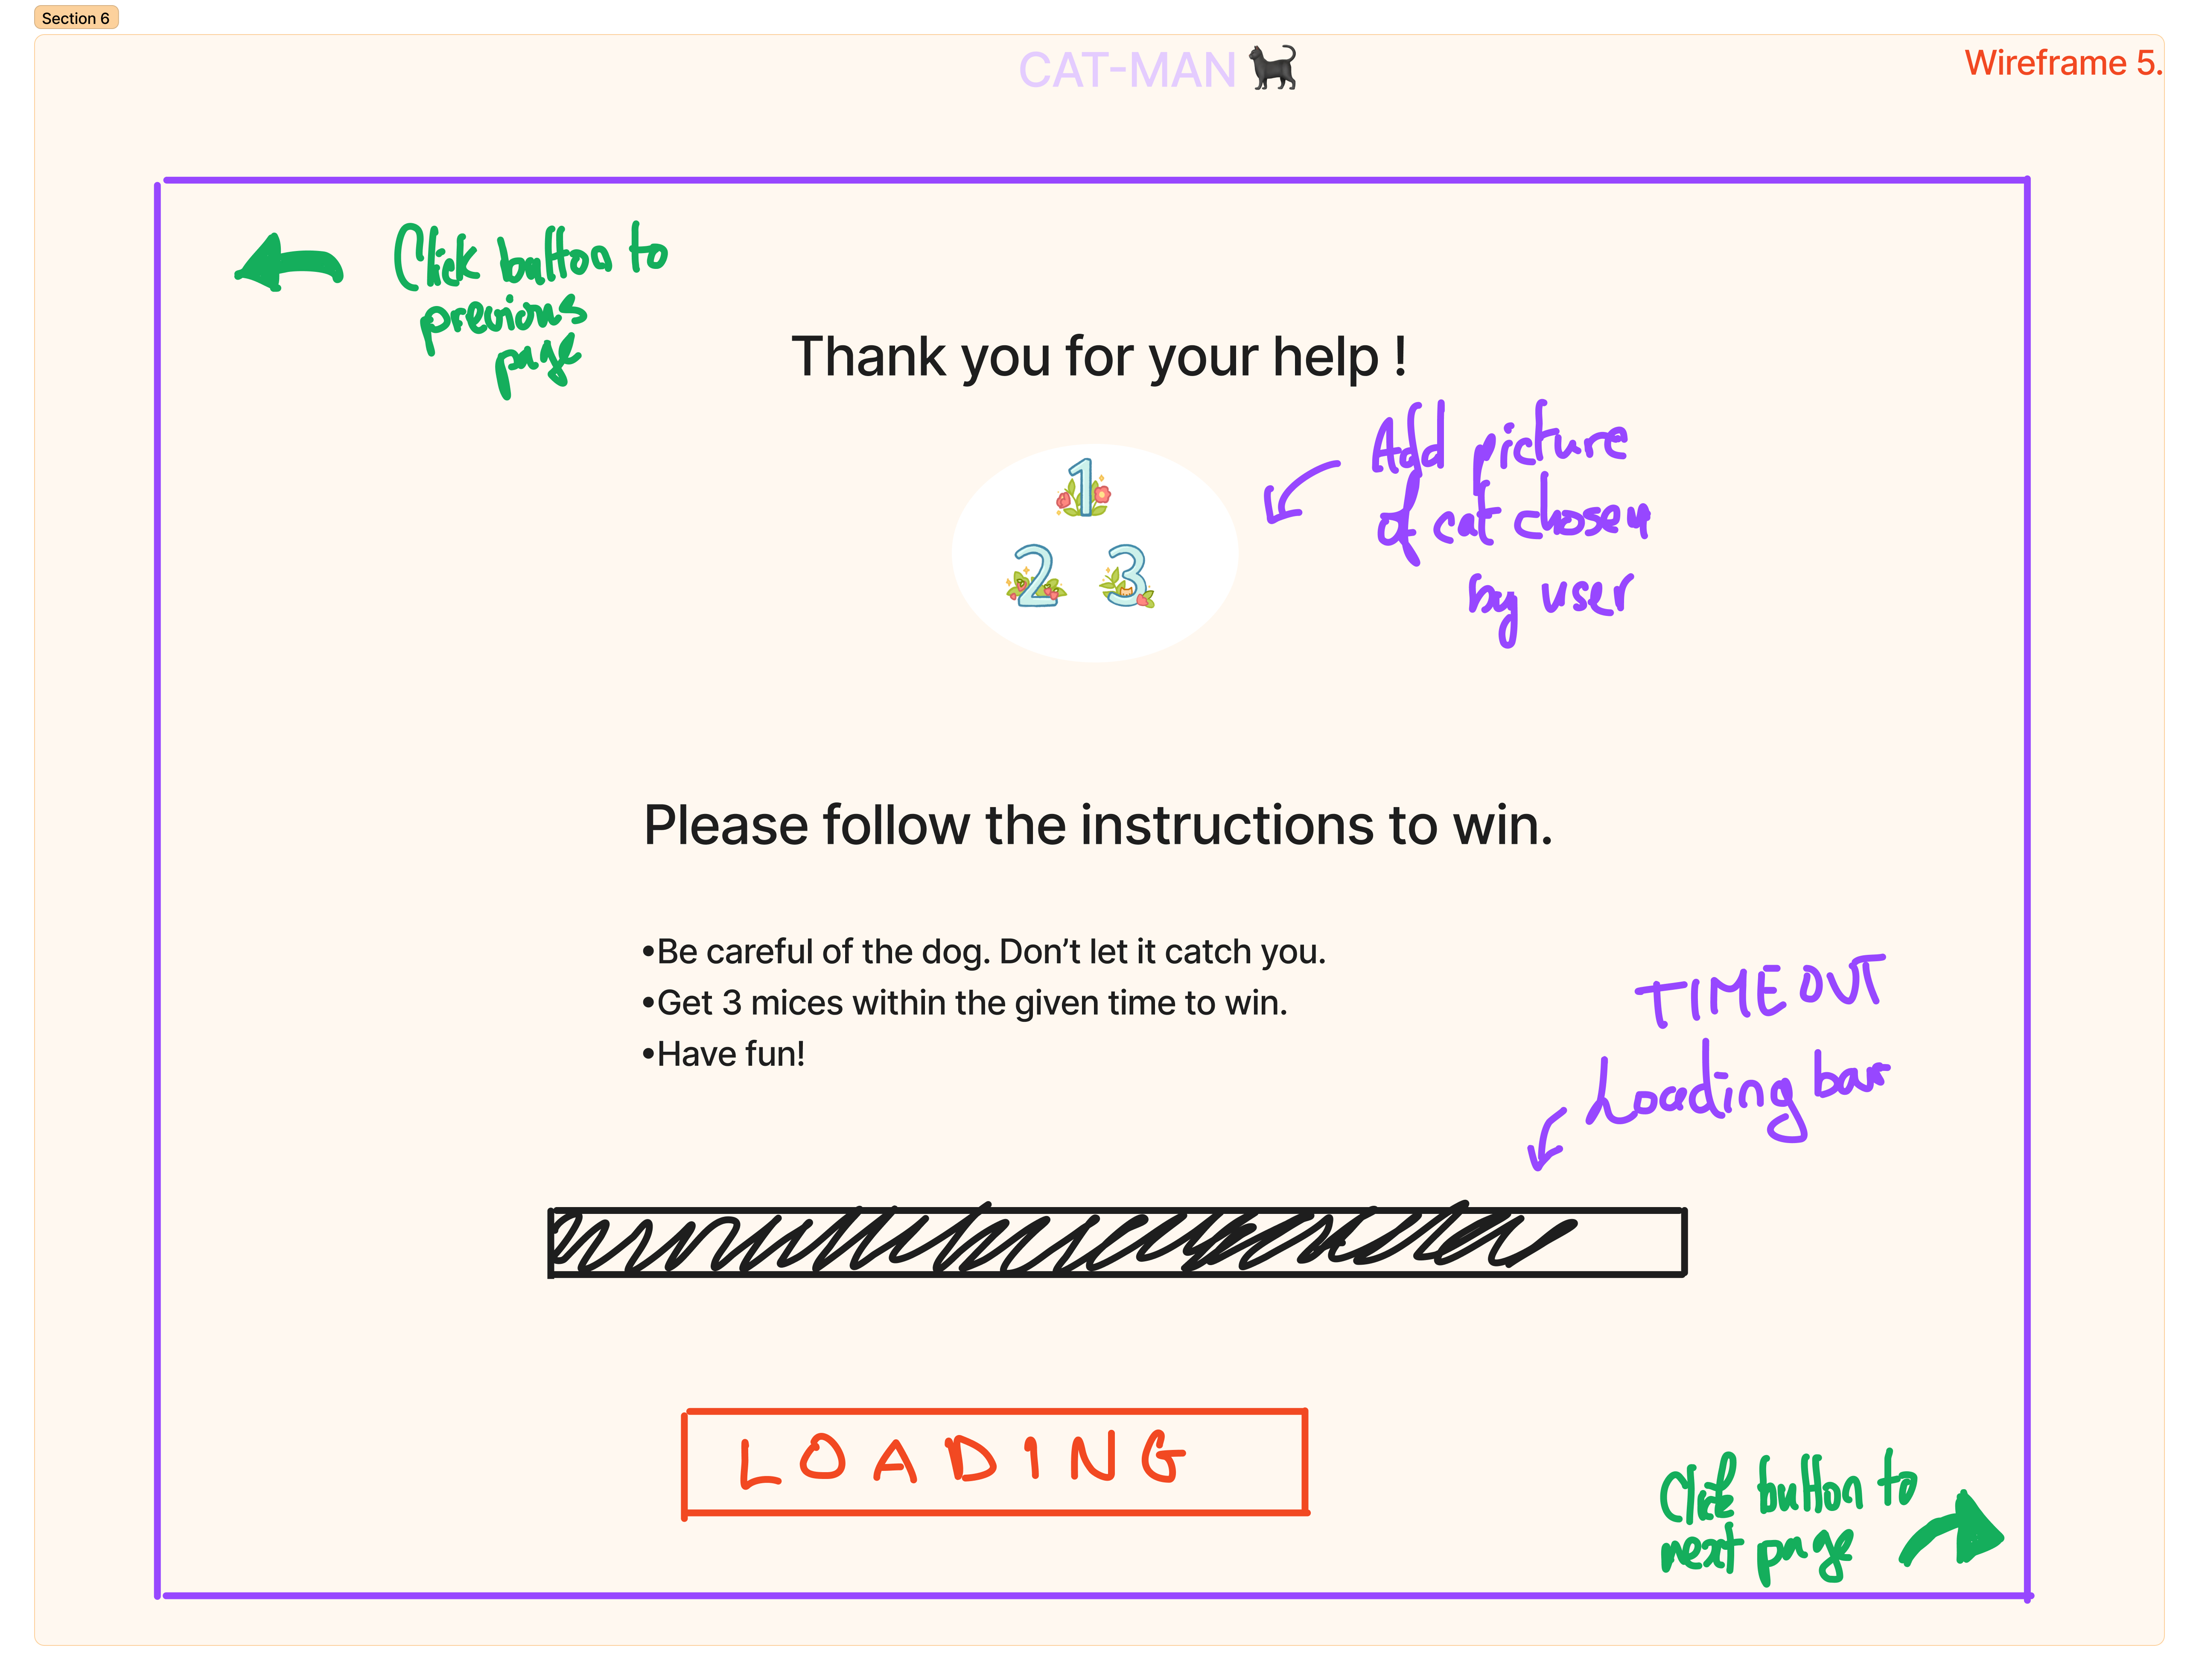 Section 6
CAT-MAN
Wireframe 5.
Click button to
previous
page
Thank you for your help !
1
2 3
Add picture
of cat chosen
by user
Please follow the instructions to win.
•Be careful of the dog. Don’t let it catch you.
•Get 3 mices within the given time to win.
•Have fun!
TIMEOUT
Loading bar
LOADING
Click button to
next page